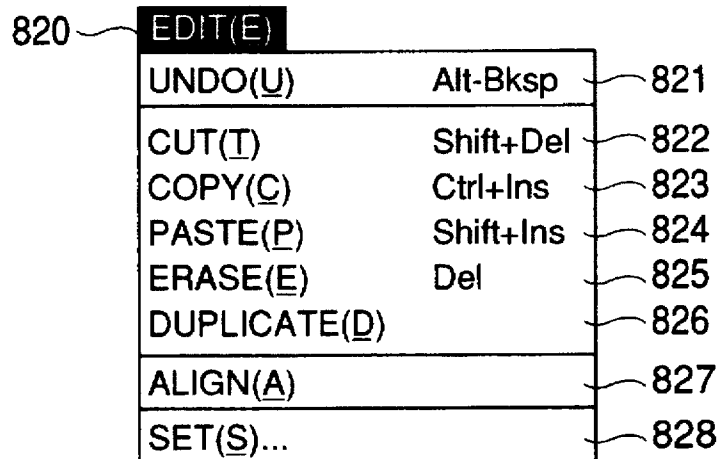 820 EDIT(E)
UNDO(U) Alt-Bksp 821
CUT(T) Shift+Del 822
COPY(C) Ctrl+Ins 823
PASTE(P) Shift+Ins 824
ERASE(E) Del 825
DUPLICATE(D) 826
ALIGN(A) 827
SET(S)... 828